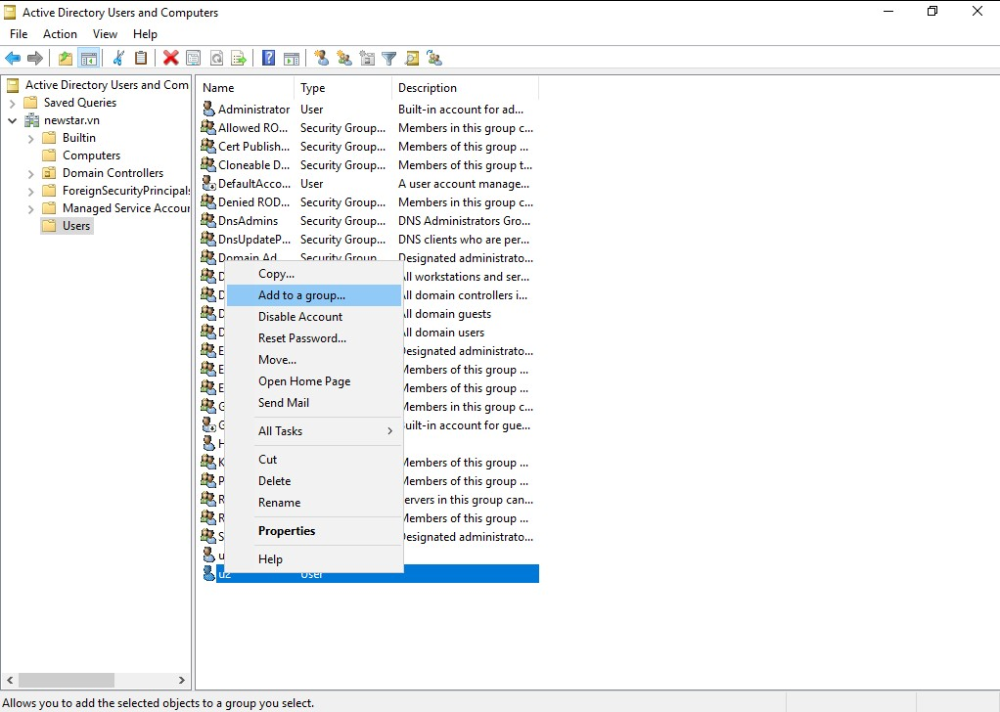 Active Directory Users and Computers
File Action View Help
Active Directory Users and Com
Saved Queries
newstar.vn
Builtin
Computers
Domain Controllers
ForeignSecurityPrincipals
Managed Service Accour
Users
Name Type Description
Administrator User Built-in account for ad...
Allowed RO... Security Group... Members in this group c...
Cert Publish... Security Group... Members of this group ...
Cloneable D... Security Group... Members of this group t...
DefaultAcco... User A user account manage...
Denied ROD... Security Group... Members in this group c...
DnsAdmins Security Group... DNS Administrators Gro...
DnsUpdateP... Security Group... DNS clients who are per...
Domain Ad... Security Group... Designated administrato...
All workstations and ser...
All domain controllers i...
All domain guests
All domain users
Designated administrato...
Members of this group ...
Members of this group ...
Members in this group c...
Built-in account for gue...
Members of this group ...
Members of this group ...
Servers in this group can...
Members of this group ...
Designated administrato...
u2 User
Copy...
Add to a group...
Disable Account
Reset Password...
Move...
Open Home Page
Send Mail
All Tasks
Cut
Delete
Rename
Properties
Help
Allows you to add the selected objects to a group you select.